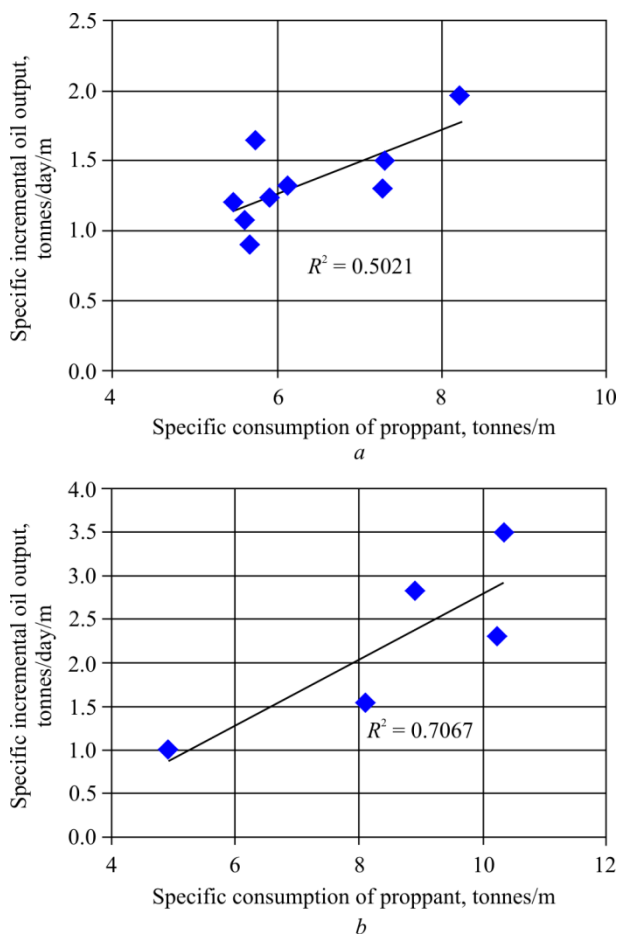 Specific incremental oil output,
tonnes/day/m
2.5
2.0
1.5
1.0
0.5
0.0
R² = 0.5021
4 6 8 10
Specific consumption of proppant, tonnes/m
a
Specific incremental oil output,
tonnes/day/m
4.0
3.5
3.0
2.5
2.0
1.5
1.0
0.5
0.0
R² = 0.7067
4 6 8 10 12
Specific consumption of proppant, tonnes/m
b